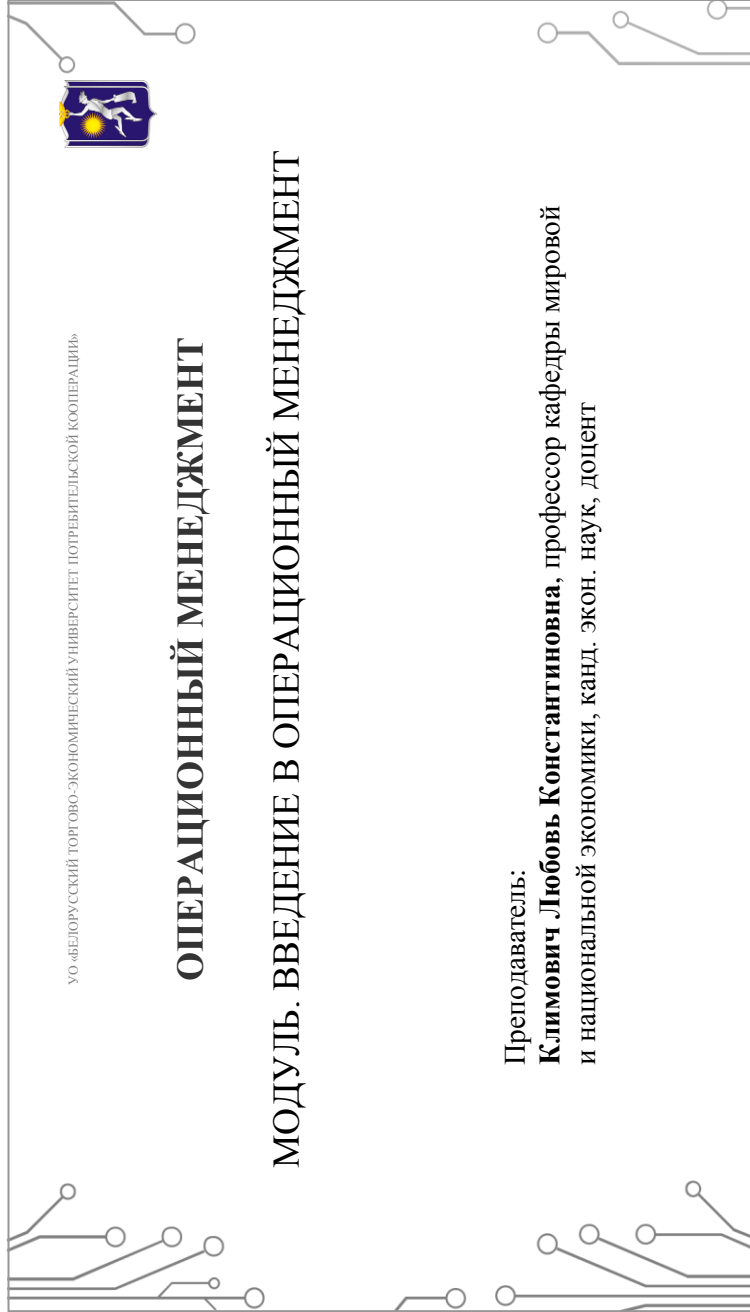 УО «БЕЛОРУССКИЙ ТОРГОВО-ЭКОНОМИЧЕСКИЙ УНИВЕРСИТЕТ ПОТРЕБИТЕЛЬСКОЙ КООПЕРАЦИИ»
ОПЕРАЦИОННЫЙ МЕНЕДЖМЕНТ
МОДУЛЬ. ВВЕДЕНИЕ В ОПЕРАЦИОННЫЙ МЕНЕДЖМЕНТ
Преподаватель:
Климович Любовь Константиновна, профессор кафедры мировой
и национальной экономики, канд. экон. наук, доцент